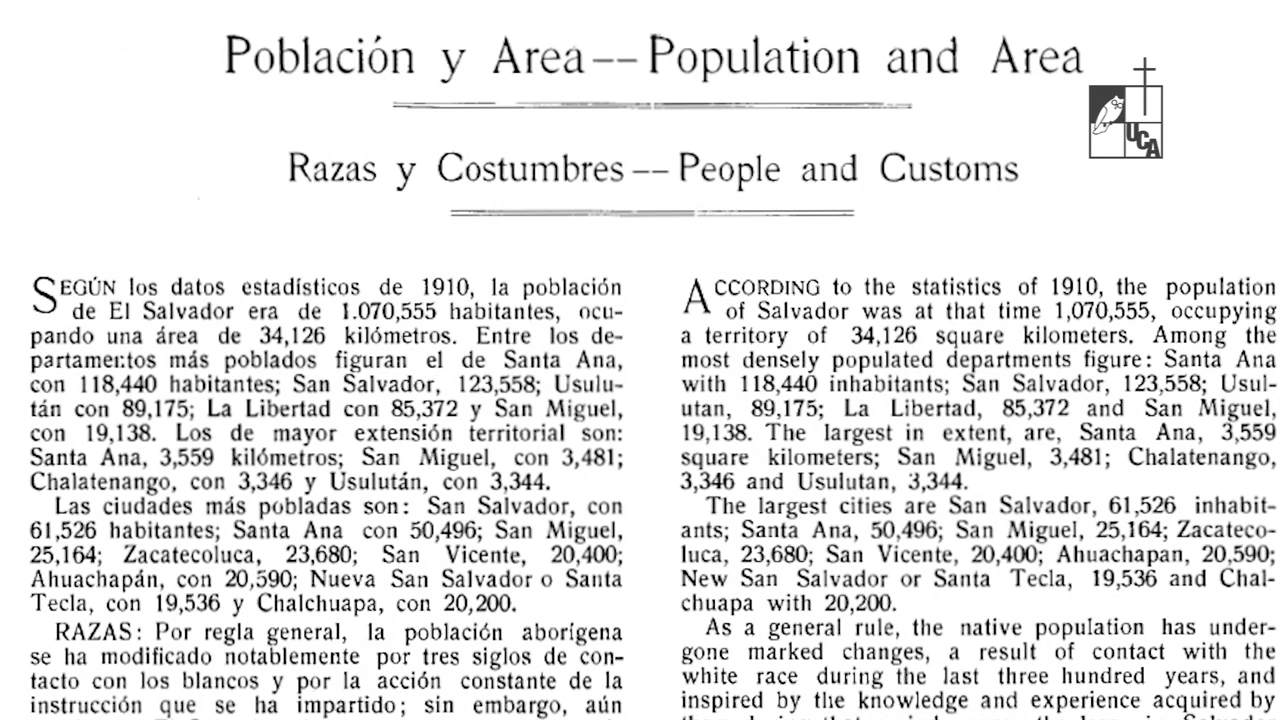 Población y Area -- Population and Area
Razas y Costumbres -- People and Customs
UCA
SEGÚN los datos estadísticos de 1910, la población
de El Salvador era de 1.070,555 habitantes, ocu-
pando una área de 34,126 kilómetros. Entre los de-
partamentos más poblados figuran el de Santa Ana,
con 118,440 habitantes; San Salvador, 123,558; Usulu-
tán con 89,175; La Libertad con 85,372 y San Miguel,
con 19,138. Los de mayor extensión territorial son:
Santa Ana, 3,559 kilómetros; San Miguel, con 3,481;
Chalatenango, con 3,346 y Usulután, con 3,344.
Las ciudades más pobladas son: San Salvador, con
61,526 habitantes; Santa Ana con 50,496; San Miguel,
25,164; Zacatecoluca, 23,680; San Vicente, 20,400;
Ahuachapán, con 20,590; Nueva San Salvador o Santa
Tecla, con 19,536 y Chalchuapa, con 20,200.
RAZAS: Por regla general, la población aborígena
se ha modificado notablemente por tres siglos de con-
tacto con los blancos y por la acción constante de la
instrucción que se ha impartido; sin embargo, aún
ACCORDING to the statistics of 1910, the population
of Salvador was at that time 1,070,555, occupying
a territory of 34,126 square kilometers. Among the
most densely populated departments figure: Santa Ana
with 118,440 inhabitants; San Salvador, 123,558; Usul-
utan, 89,175; La Libertad, 85,372 and San Miguel,
19,138. The largest in extent, are, Santa Ana, 3,559
square kilometers; San Miguel, 3,481; Chalatenango,
3,346 and Usulutan, 3,344.
The largest cities are San Salvador, 61,526 inhabit-
ants; Santa Ana, 50,496; San Miguel, 25,164; Zacateco-
luca, 23,680; San Vicente, 20,400; Ahuachapan, 20,590;
New San Salvador or Santa Tecla, 19,536 and Chal-
chuapa with 20,200.
As a general rule, the native population has under-
gone marked changes, a result of contact with the
white race during the last three hundred years, and
inspired by the knowledge and experience acquired by